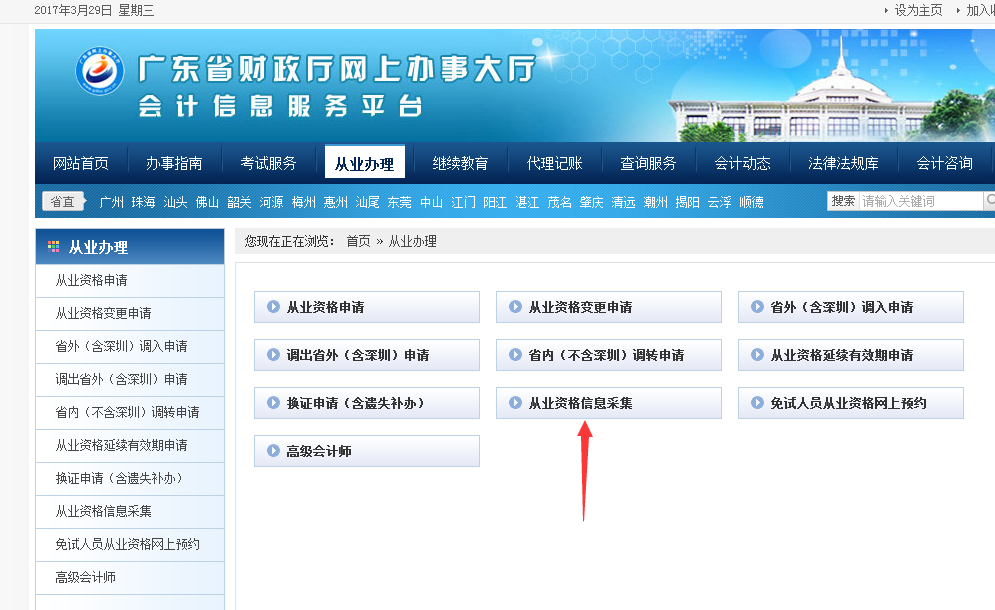 2017年3月29日 星期三
设为主页 加入
广东省财政厅网上办事大厅
会计信息服务平台
网站首页 办事指南 考试服务 从业办理 继续教育 代理记账 查询服务 会计动态 法律法规库 会计咨询
省直 广州 珠海 汕头 佛山 韶关 河源 梅州 惠州 汕尾 东莞 中山 江门 阳江 湛江 茂名 肇庆 清远 潮州 揭阳 云浮 顺德 搜索 请输入关键词
从业办理
从业资格申请
从业资格变更申请
省外（含深圳）调入申请
调出省外（含深圳）申请
省内（不含深圳）调转申请
从业资格延续有效期申请
换证申请（含遗失补办）
从业资格信息采集
免试人员从业资格网上预约
高级会计师
您现在正在浏览： 首页 » 从业办理
从业资格申请 从业资格变更申请 省外（含深圳）调入申请
调出省外（含深圳）申请 省内（不含深圳）调转申请 从业资格延续有效期申请
换证申请（含遗失补办） 从业资格信息采集 免试人员从业资格网上预约
高级会计师